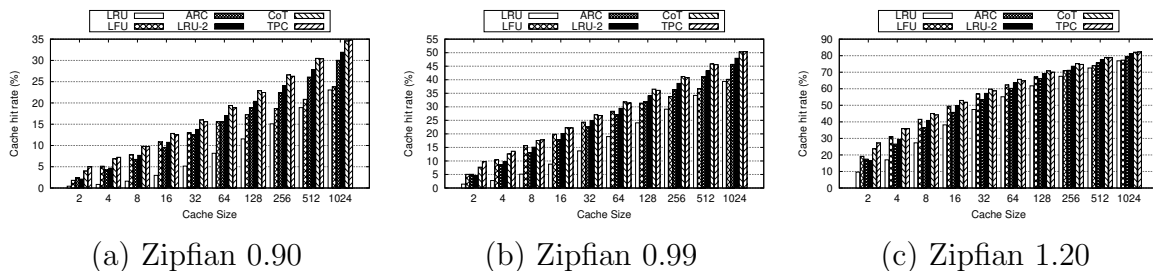 LRU ARC CoT
LFU LRU-2 TPC
Cache hit rate (%)
35
30
25
20
15
10
5
0
2 4 8 16 32 64 128 256 512 1024
Cache Size
(a) Zipfian 0.90
LRU ARC CoT
LFU LRU-2 TPC
Cache hit rate (%)
55
50
45
40
35
30
25
20
15
10
5
0
2 4 8 16 32 64 128 256 512 1024
Cache Size
(b) Zipfian 0.99
LRU ARC CoT
LFU LRU-2 TPC
Cache hit rate (%)
90
80
70
60
50
40
30
20
10
0
2 4 8 16 32 64 128 256 512 1024
Cache Size
(c) Zipfian 1.20